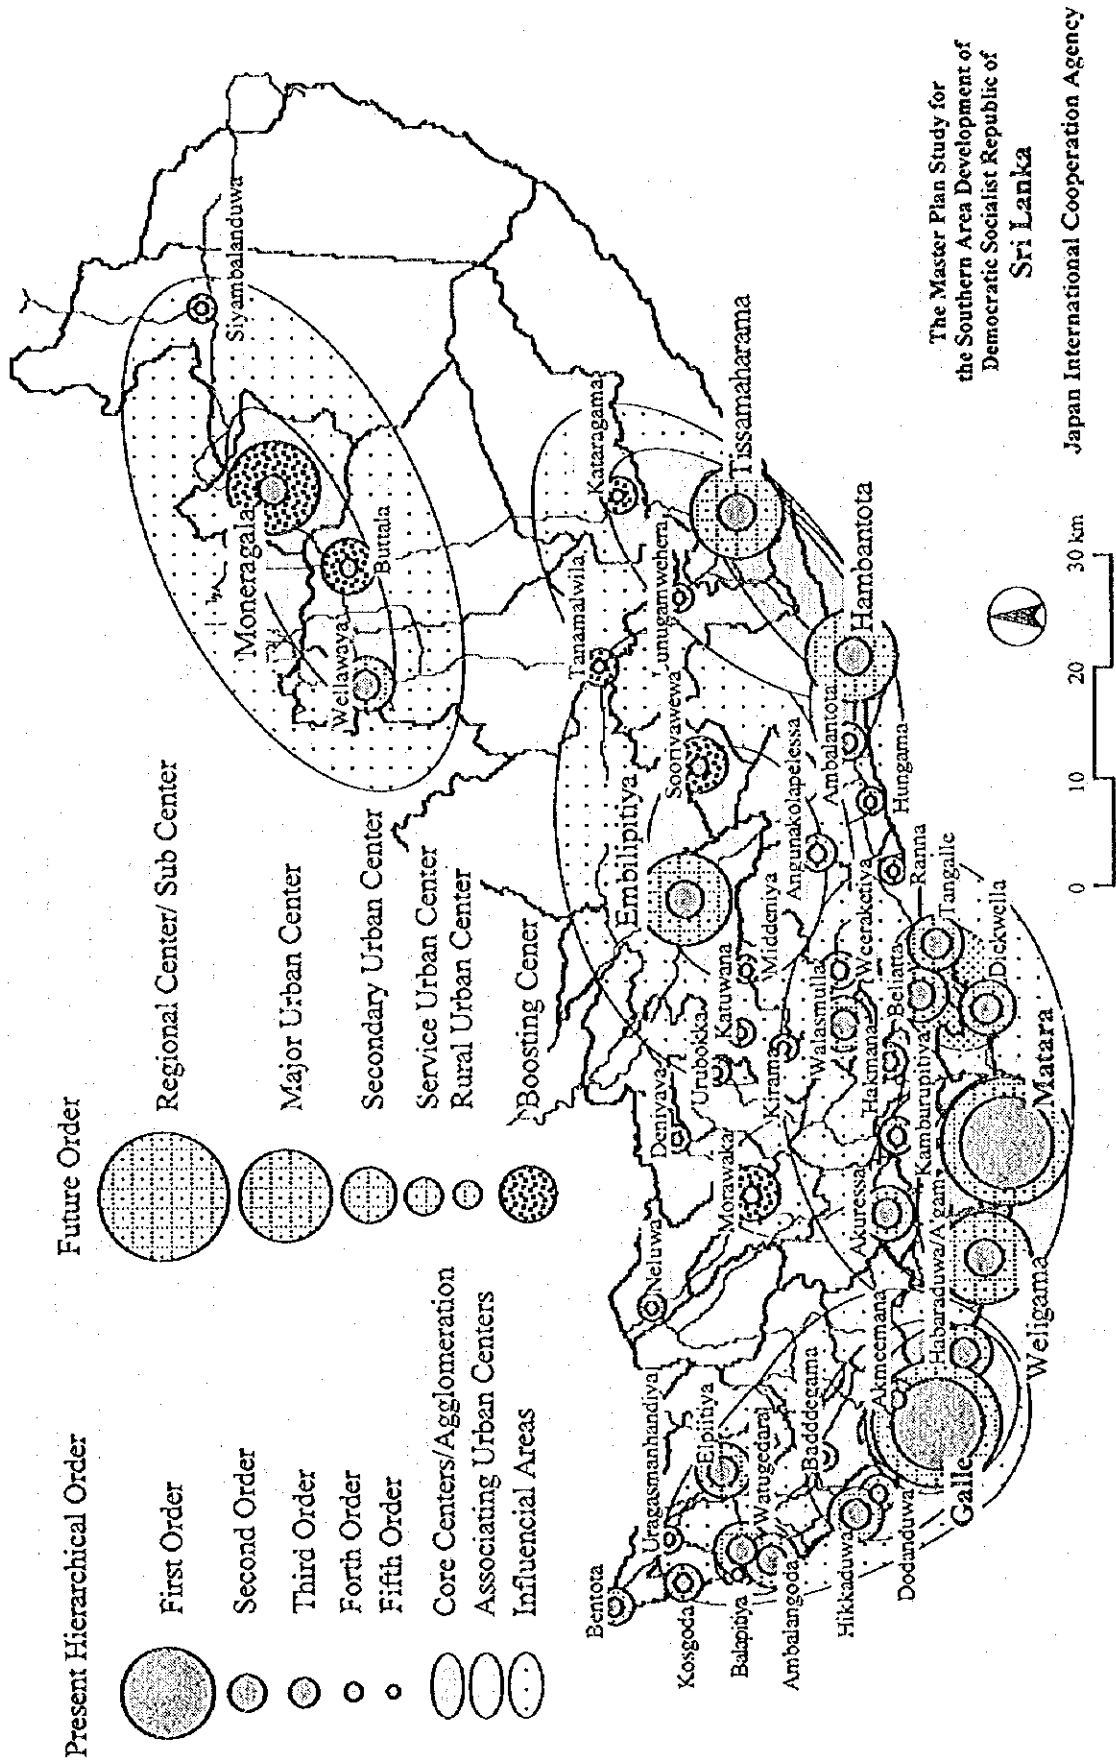 Present Hierarchical Order
First Order
Second Order
Third Order
Forth Order
Fifth Order
Core Centers/Agglomeration
Associating Urban Centers
Influencial Areas
Future Order
Regional Center/ Sub Center
Major Urban Center
Secondary Urban Center
Service Urban Center
Rural Urban Center
Boosting Cener
Siyambalanduwa
Moneragala
Buttala
Wellawaya
Kataragama
Tanamalwila
Tissamaharama
Lunugamwehera
Sooriyawewa
Hambantota
Embilipitiya
Ambalantota
Angunakolapelessa
Hungama
Middeniya
Katuwana
Urubokka
Deniyaya
Kirama
Walasmulla
Weeraketiya
Ranna
Tangalle
Beliatta
Dickwella
Hakmana
Kamburupitiya
Matara
Morawaka
Neluwa
Akuressa
Habaraduwa/A'gama
Weligama
Akmeemana
Galle
Uragasmanhandiya
Elpitiya
Watugedara
Badddegama
Bentota
Kosgoda
Balapitiya
Ambalangoda
Hikkaduwa
Dodanduwa
0 10 20 30 km
The Master Plan Study for
the Southern Area Development of
Democratic Socialist Republic of
Sri Lanka
Japan International Cooperation Agency